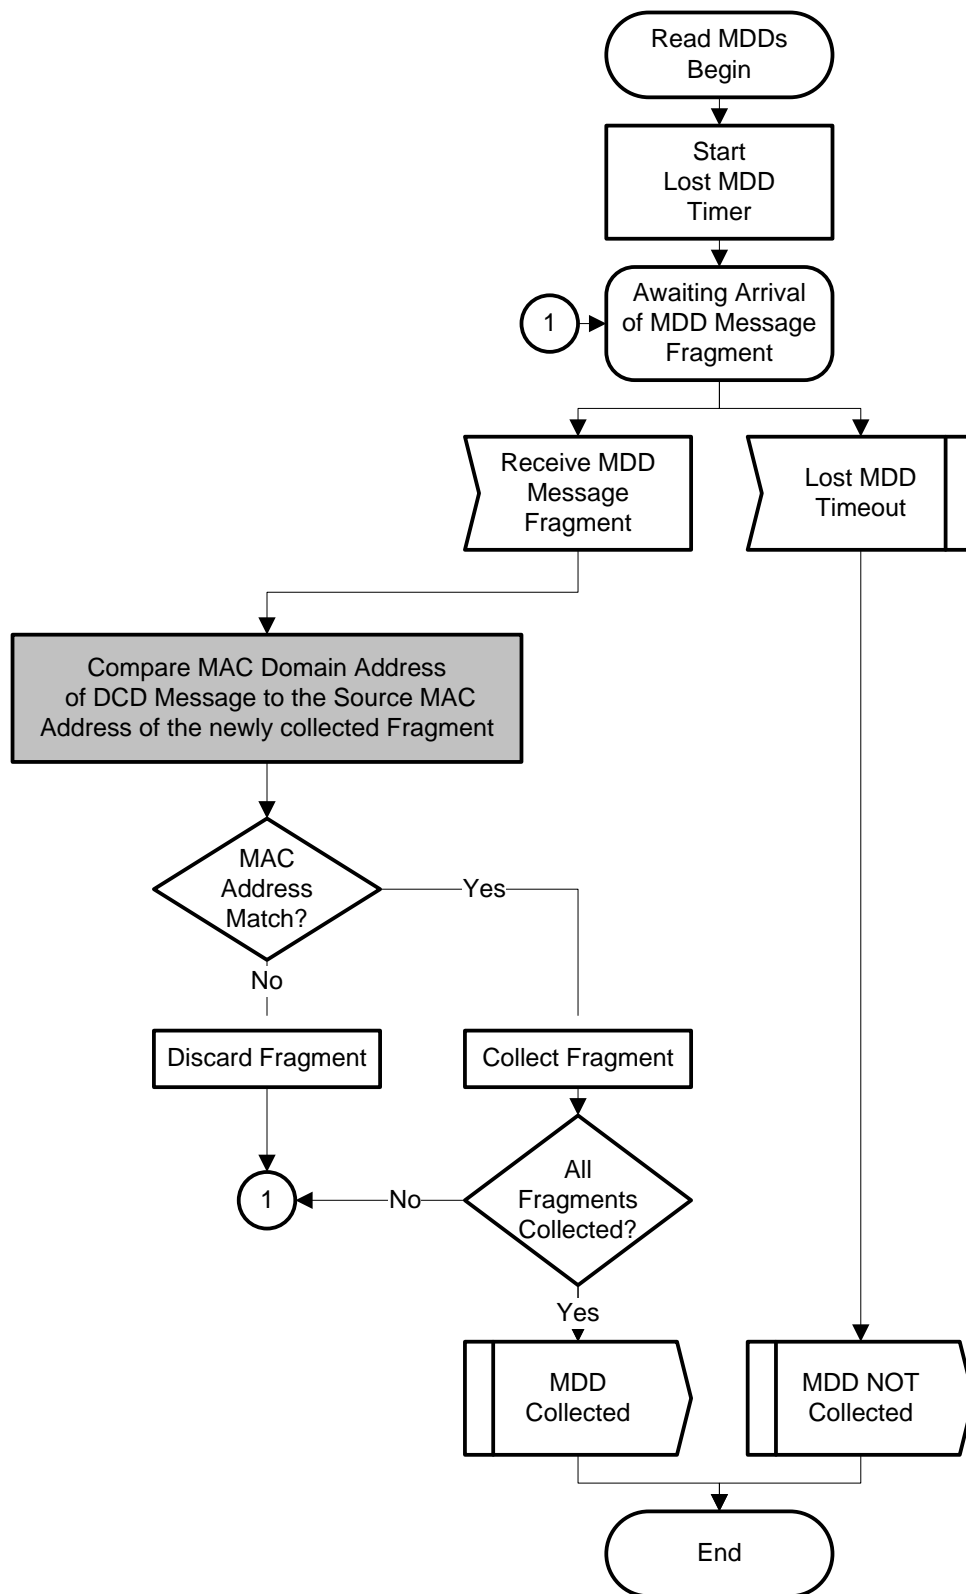 Read MDDs
Begin
Start
Lost MDD
Timer
Awaiting Arrival
of MDD Message
Fragment
1
Receive MDD
Message
Fragment
Lost MDD
Timeout
Compare MAC Domain Address
of DCD Message to the Source MAC
Address of the newly collected Fragment
MAC
Address
Match?
Yes
No
Discard Fragment
Collect Fragment
1
No
All
Fragments
Collected?
Yes
MDD
Collected
MDD NOT
Collected
End